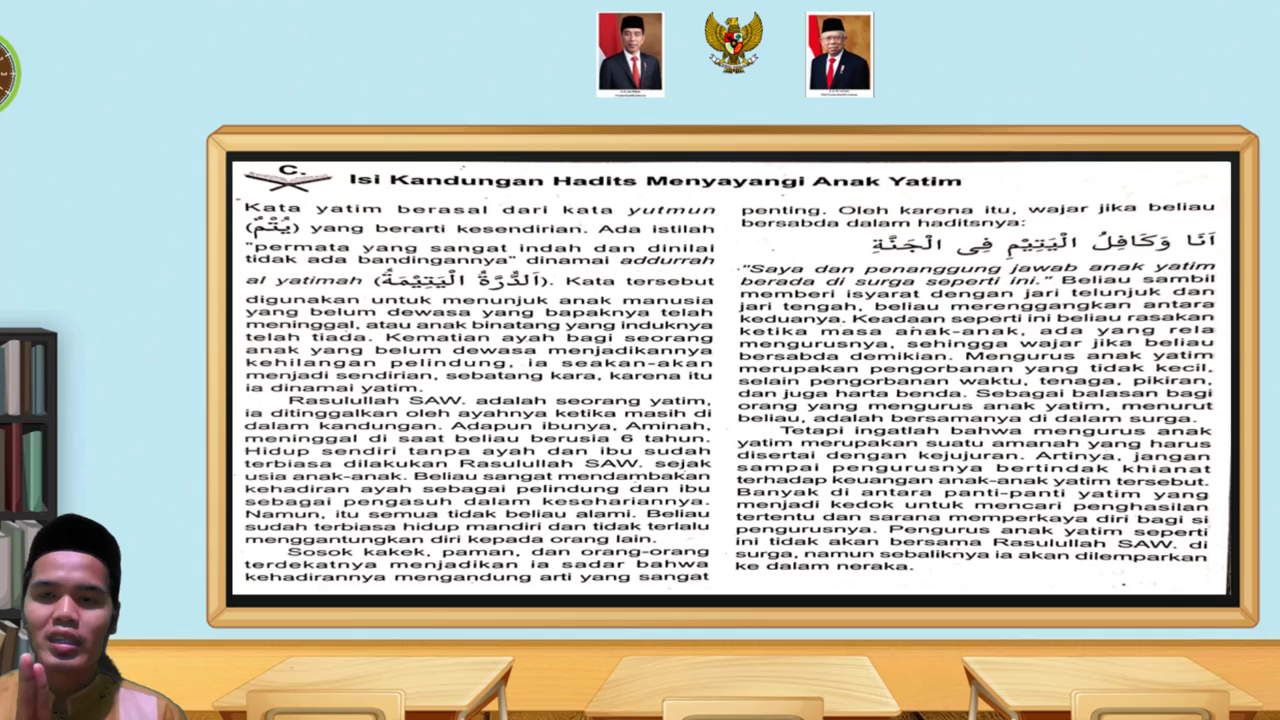 C.
Isi Kandungan Hadits Menyayangi Anak Yatim
Kata yatim berasal dari kata yutmun
(يُتْمٌ) yang berarti kesendirian. Ada istilah
"permata yang sangat indah dan dinilai
tidak ada bandingannya" dinamai addurrah
al yatimah (اَلدُّرَّةُ الْيَتِيْمَةُ). Kata tersebut
digunakan untuk menunjuk anak manusia
yang belum dewasa yang bapaknya telah
meninggal, atau anak binatang yang induknya
telah tiada. Kematian ayah bagi seorang
anak yang belum dewasa menjadikannya
kehilangan pelindung, ia seakan-akan
menjadi sendirian, sebatang kara, karena itu
ia dinamai yatim.
Rasulullah SAW. adalah seorang yatim,
ia ditinggalkan oleh ayahnya ketika masih di
dalam kandungan. Adapun ibunya, Aminah,
meninggal di saat beliau berusia 6 tahun.
Hidup sendiri tanpa ayah dan ibu sudah
terbiasa dilakukan Rasulullah SAW. sejak
usia anak-anak. Beliau sangat mendambakan
kehadiran ayah sebagai pelindung dan ibu
sebagai pengasuh dalam kesehariannya.
Namun, itu semua tidak beliau alami. Beliau
sudah terbiasa hidup mandiri dan tidak terlalu
menggantungkan diri kepada orang lain.
Sosok kakek, paman, dan orang-orang
terdekatnya menjadikan ia sadar bahwa
kehadirannya mengandung arti yang sangat
penting. Oleh karena itu, wajar jika beliau
bersabda dalam haditsnya:
اَنَا وَكَافِلُ الْيَتِيْمِ فِى الْجَنَّةِ
"Saya dan penanggung jawab anak yatim
berada di surga seperti ini." Beliau sambil
memberi isyarat dengan jari telunjuk dan
jari tengah, beliau merenggangkan antara
keduanya. Keadaan seperti ini beliau rasakan
ketika masa anak-anak, ada yang rela
mengurusnya, sehingga wajar jika beliau
bersabda demikian. Mengurus anak yatim
merupakan pengorbanan yang tidak kecil,
selain pengorbanan waktu, tenaga, pikiran,
dan juga harta benda. Sebagai balasan bagi
orang yang mengurus anak yatim, menurut
beliau, adalah bersamanya di dalam surga.
Tetapi ingatlah bahwa mengurus anak
yatim merupakan suatu amanah yang harus
disertai dengan kejujuran. Artinya, jangan
sampai pengurusnya bertindak khianat
terhadap keuangan anak-anak yatim tersebut.
Banyak di antara panti-panti yatim yang
menjadi kedok untuk mencari penghasilan
tertentu dan sarana memperkaya diri bagi si
pengurusnya. Pengurus anak yatim seperti
ini tidak akan bersama Rasulullah SAW. di
surga, namun sebaliknya ia akan dilemparkan
ke dalam neraka.